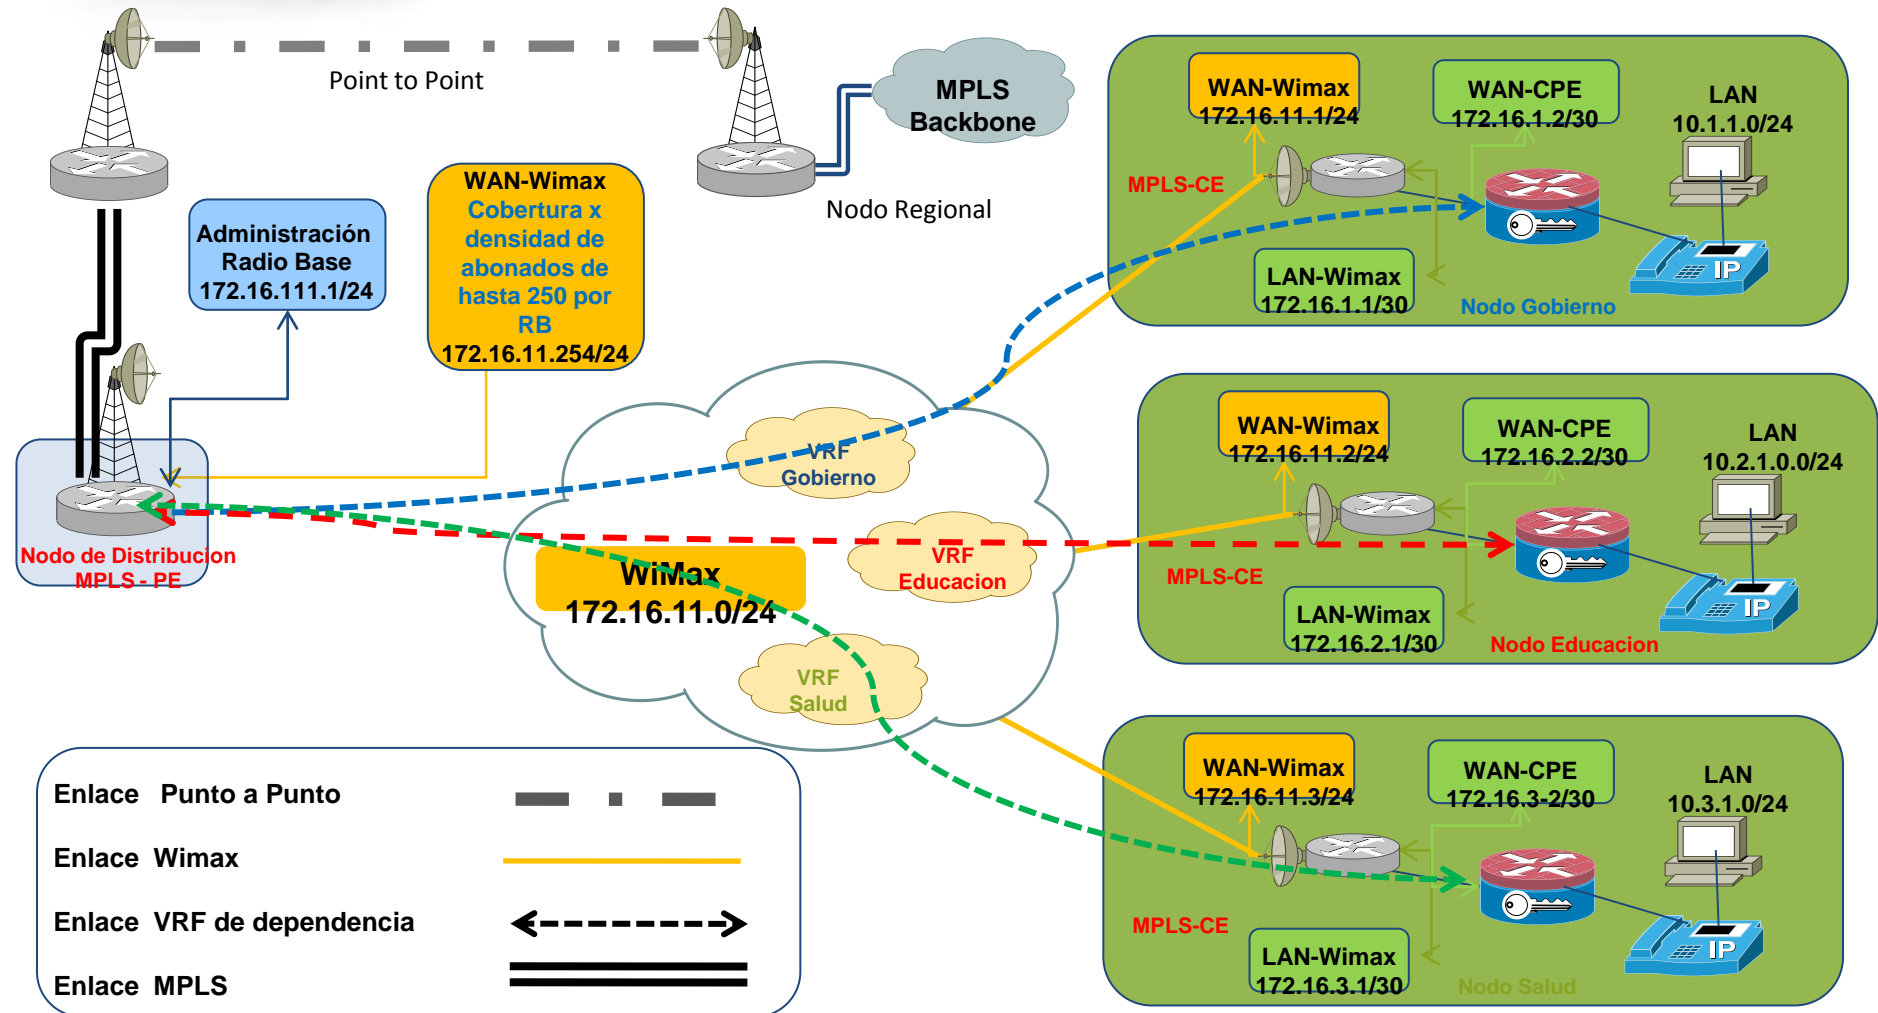 Point to Point
MPLS
Backbone
Nodo Regional
Administración
Radio Base
172.16.111.1/24
WAN-Wimax
Cobertura x
densidad de
abonados de
hasta 250 por
RB
172.16.11.254/24
Nodo de Distribucion
MPLS - PE
VRF
Gobierno
VRF
Educacion
WiMax
172.16.11.0/24
VRF
Salud
WAN-Wimax
172.16.11.1/24
WAN-CPE
172.16.1.2/30
LAN
10.1.1.0/24
MPLS-CE
LAN-Wimax
172.16.1.1/30
IP
Nodo Gobierno
WAN-Wimax
172.16.11.2/24
WAN-CPE
172.16.2.2/30
LAN
10.2.1.0.0/24
MPLS-CE
LAN-Wimax
172.16.2.1/30
IP
Nodo Educacion
WAN-Wimax
172.16.11.3/24
WAN-CPE
172.16.3-2/30
LAN
10.3.1.0/24
MPLS-CE
LAN-Wimax
172.16.3.1/30
IP
Nodo Salud
Enlace Punto a Punto
Enlace Wimax
Enlace VRF de dependencia
Enlace MPLS